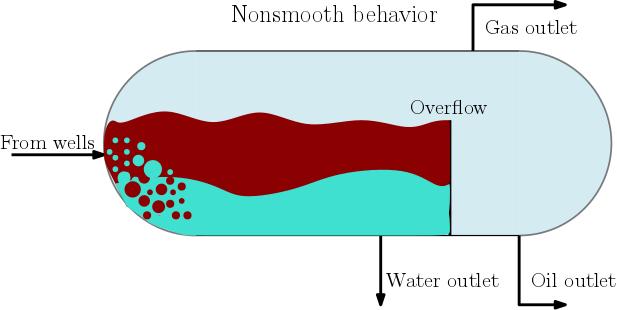 Nonsmooth behavior
Gas outlet
Overflow
From wells
Water outlet
Oil outlet